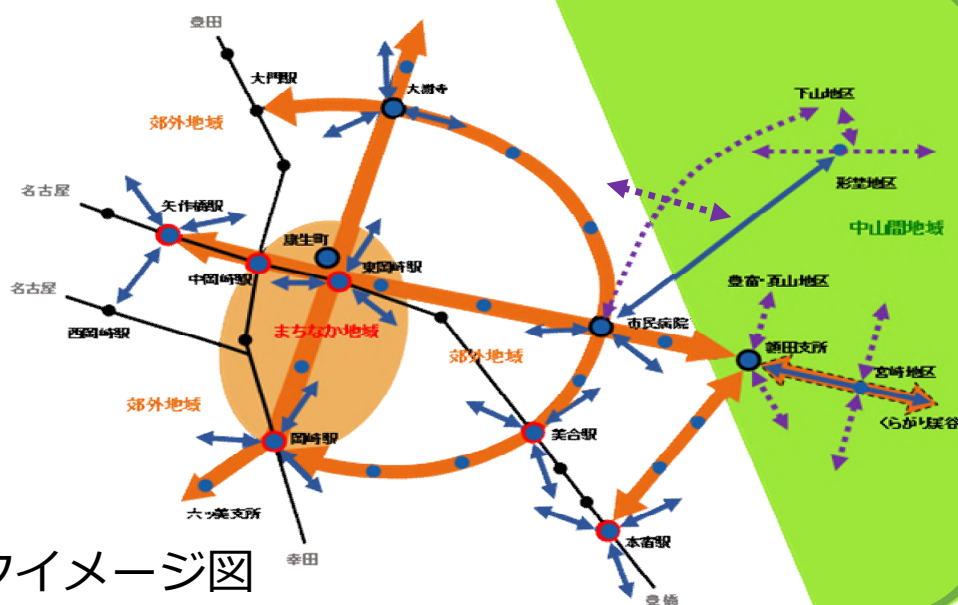 豊田
大門駅
大樹寺
郊外地域
下山地区
形埜地区
名古屋
矢作橋駅
康生町
東岡崎駅
中山間地域
中岡崎駅
豊富・夏山地区
名古屋
西岡崎駅
まちなか地域
市民病院
郊外地域
額田支所
宮崎地区
郊外地域
くらがり渓谷
岡崎駅
美合駅
六ッ美支所
本宿駅
クイメージ図
幸田
豊橋